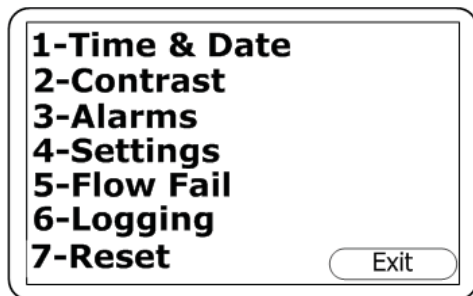 1-Time & Date
2-Contrast
3-Alarms
4-Settings
5-Flow Fail
6-Logging
7-Reset
Exit